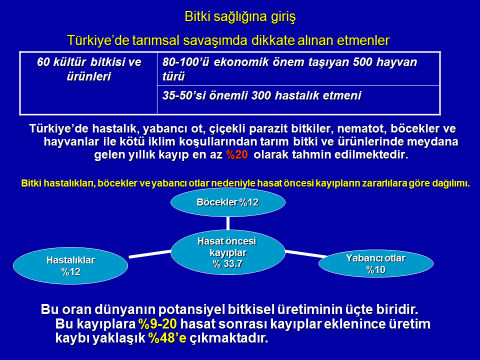 Bitki sağlığına giriş
Türkiye'de tarımsal savaşımda dikkate alınan etmenler
60 kültür bitkisi ve
ürünleri
80-100'ü ekonomik önem taşıyan 500 hayvan
türü
35-50'si önemli 300 hastalık etmeni
Türkiye'de hastalık, yabancı ot, çiçekli parazit bitkiler, nematot, böcekler ve
hayvanlar ile kötü iklim koşullarından tarım bitki ve ürünlerinde meydana
gelen yıllık kayıp en az %20 olarak tahmin edilmektedir.
Bitki hastalıkları, böcekler ve yabancı otlar nedeniyle hasat öncesi kayıpların zararlılara göre dağılımı.
Böcekler %12
Hasat öncesi
kayıplar
% 33.7
Hastalıklar
%12
Yabancı otlar
%10
Bu oran dünyanın potansiyel bitkisel üretiminin üçte biridir.
Bu kayıplara %9-20 hasat sonrası kayıplar eklenince üretim
kaybı yaklaşık %48'e çıkmaktadır.